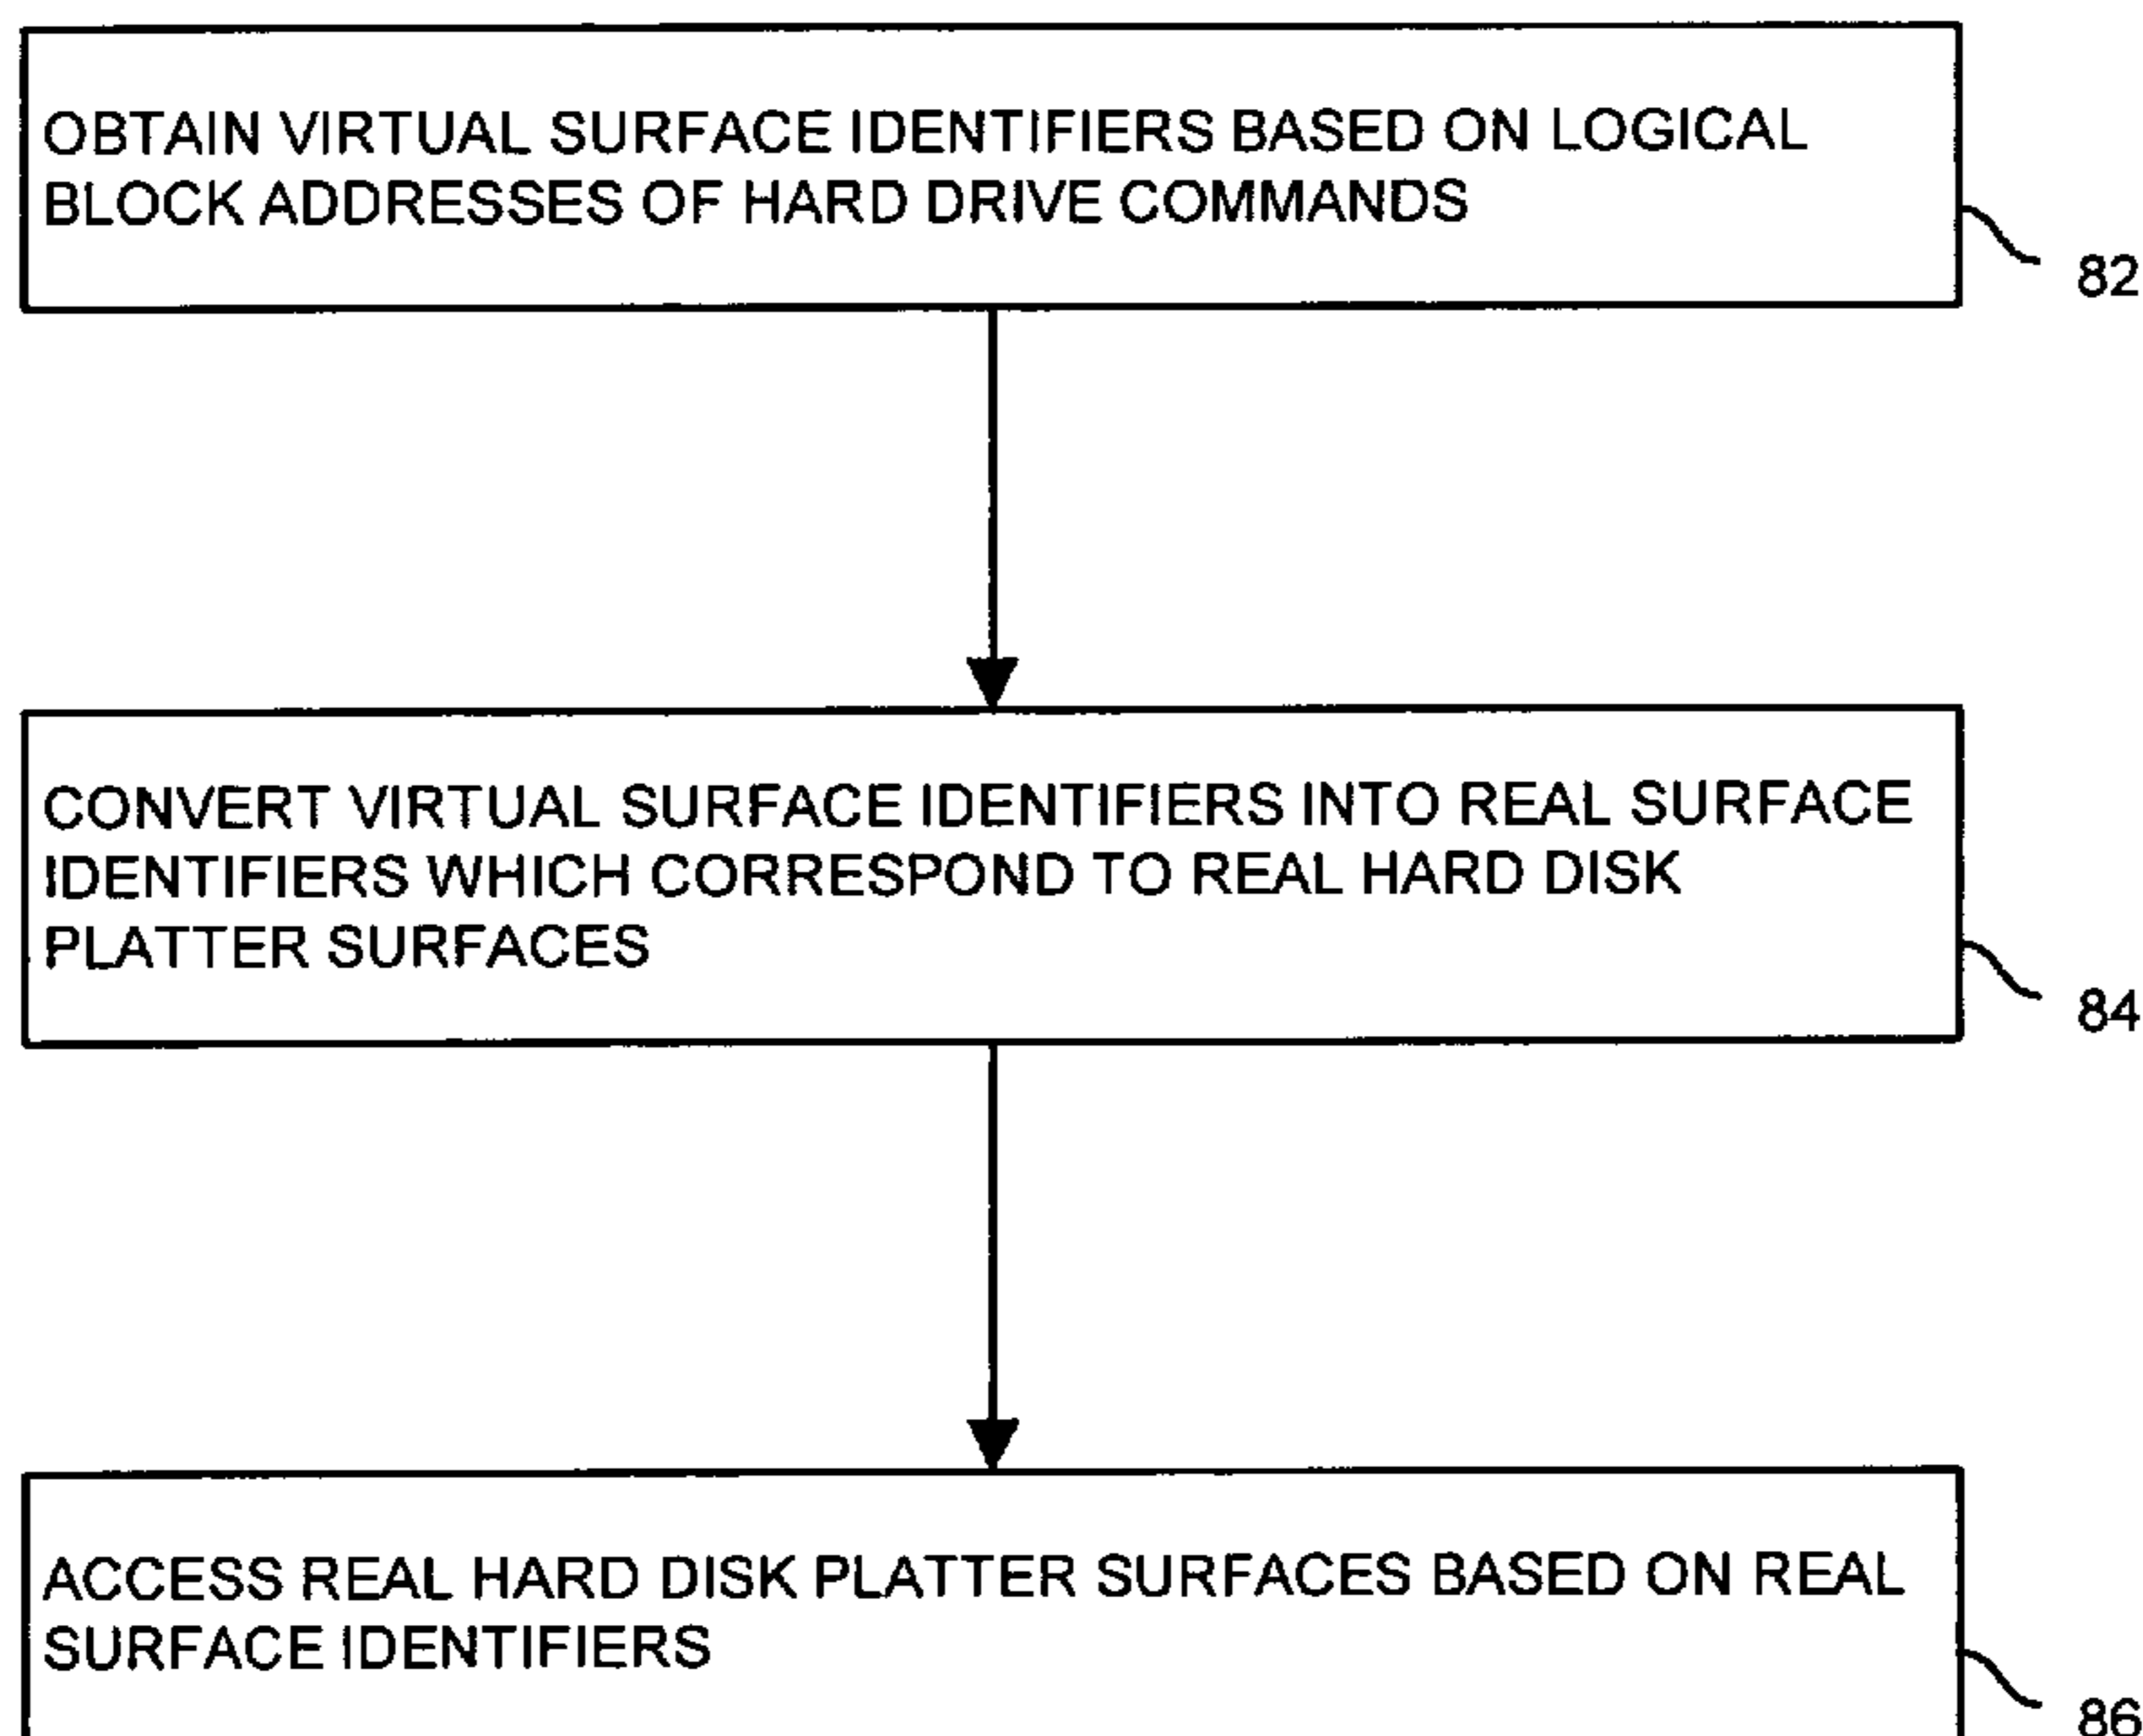 OBTAIN VIRTUAL SURFACE IDENTIFIERS BASED ON LOGICAL
BLOCK ADDRESSES OF HARD DRIVE COMMANDS
82
CONVERT VIRTUAL SURFACE IDENTIFIERS INTO REAL SURFACE
IDENTIFIERS WHICH CORRESPOND TO REAL HARD DISK
PLATTER SURFACES
84
ACCESS REAL HARD DISK PLATTER SURFACES BASED ON REAL
SURFACE IDENTIFIERS
86